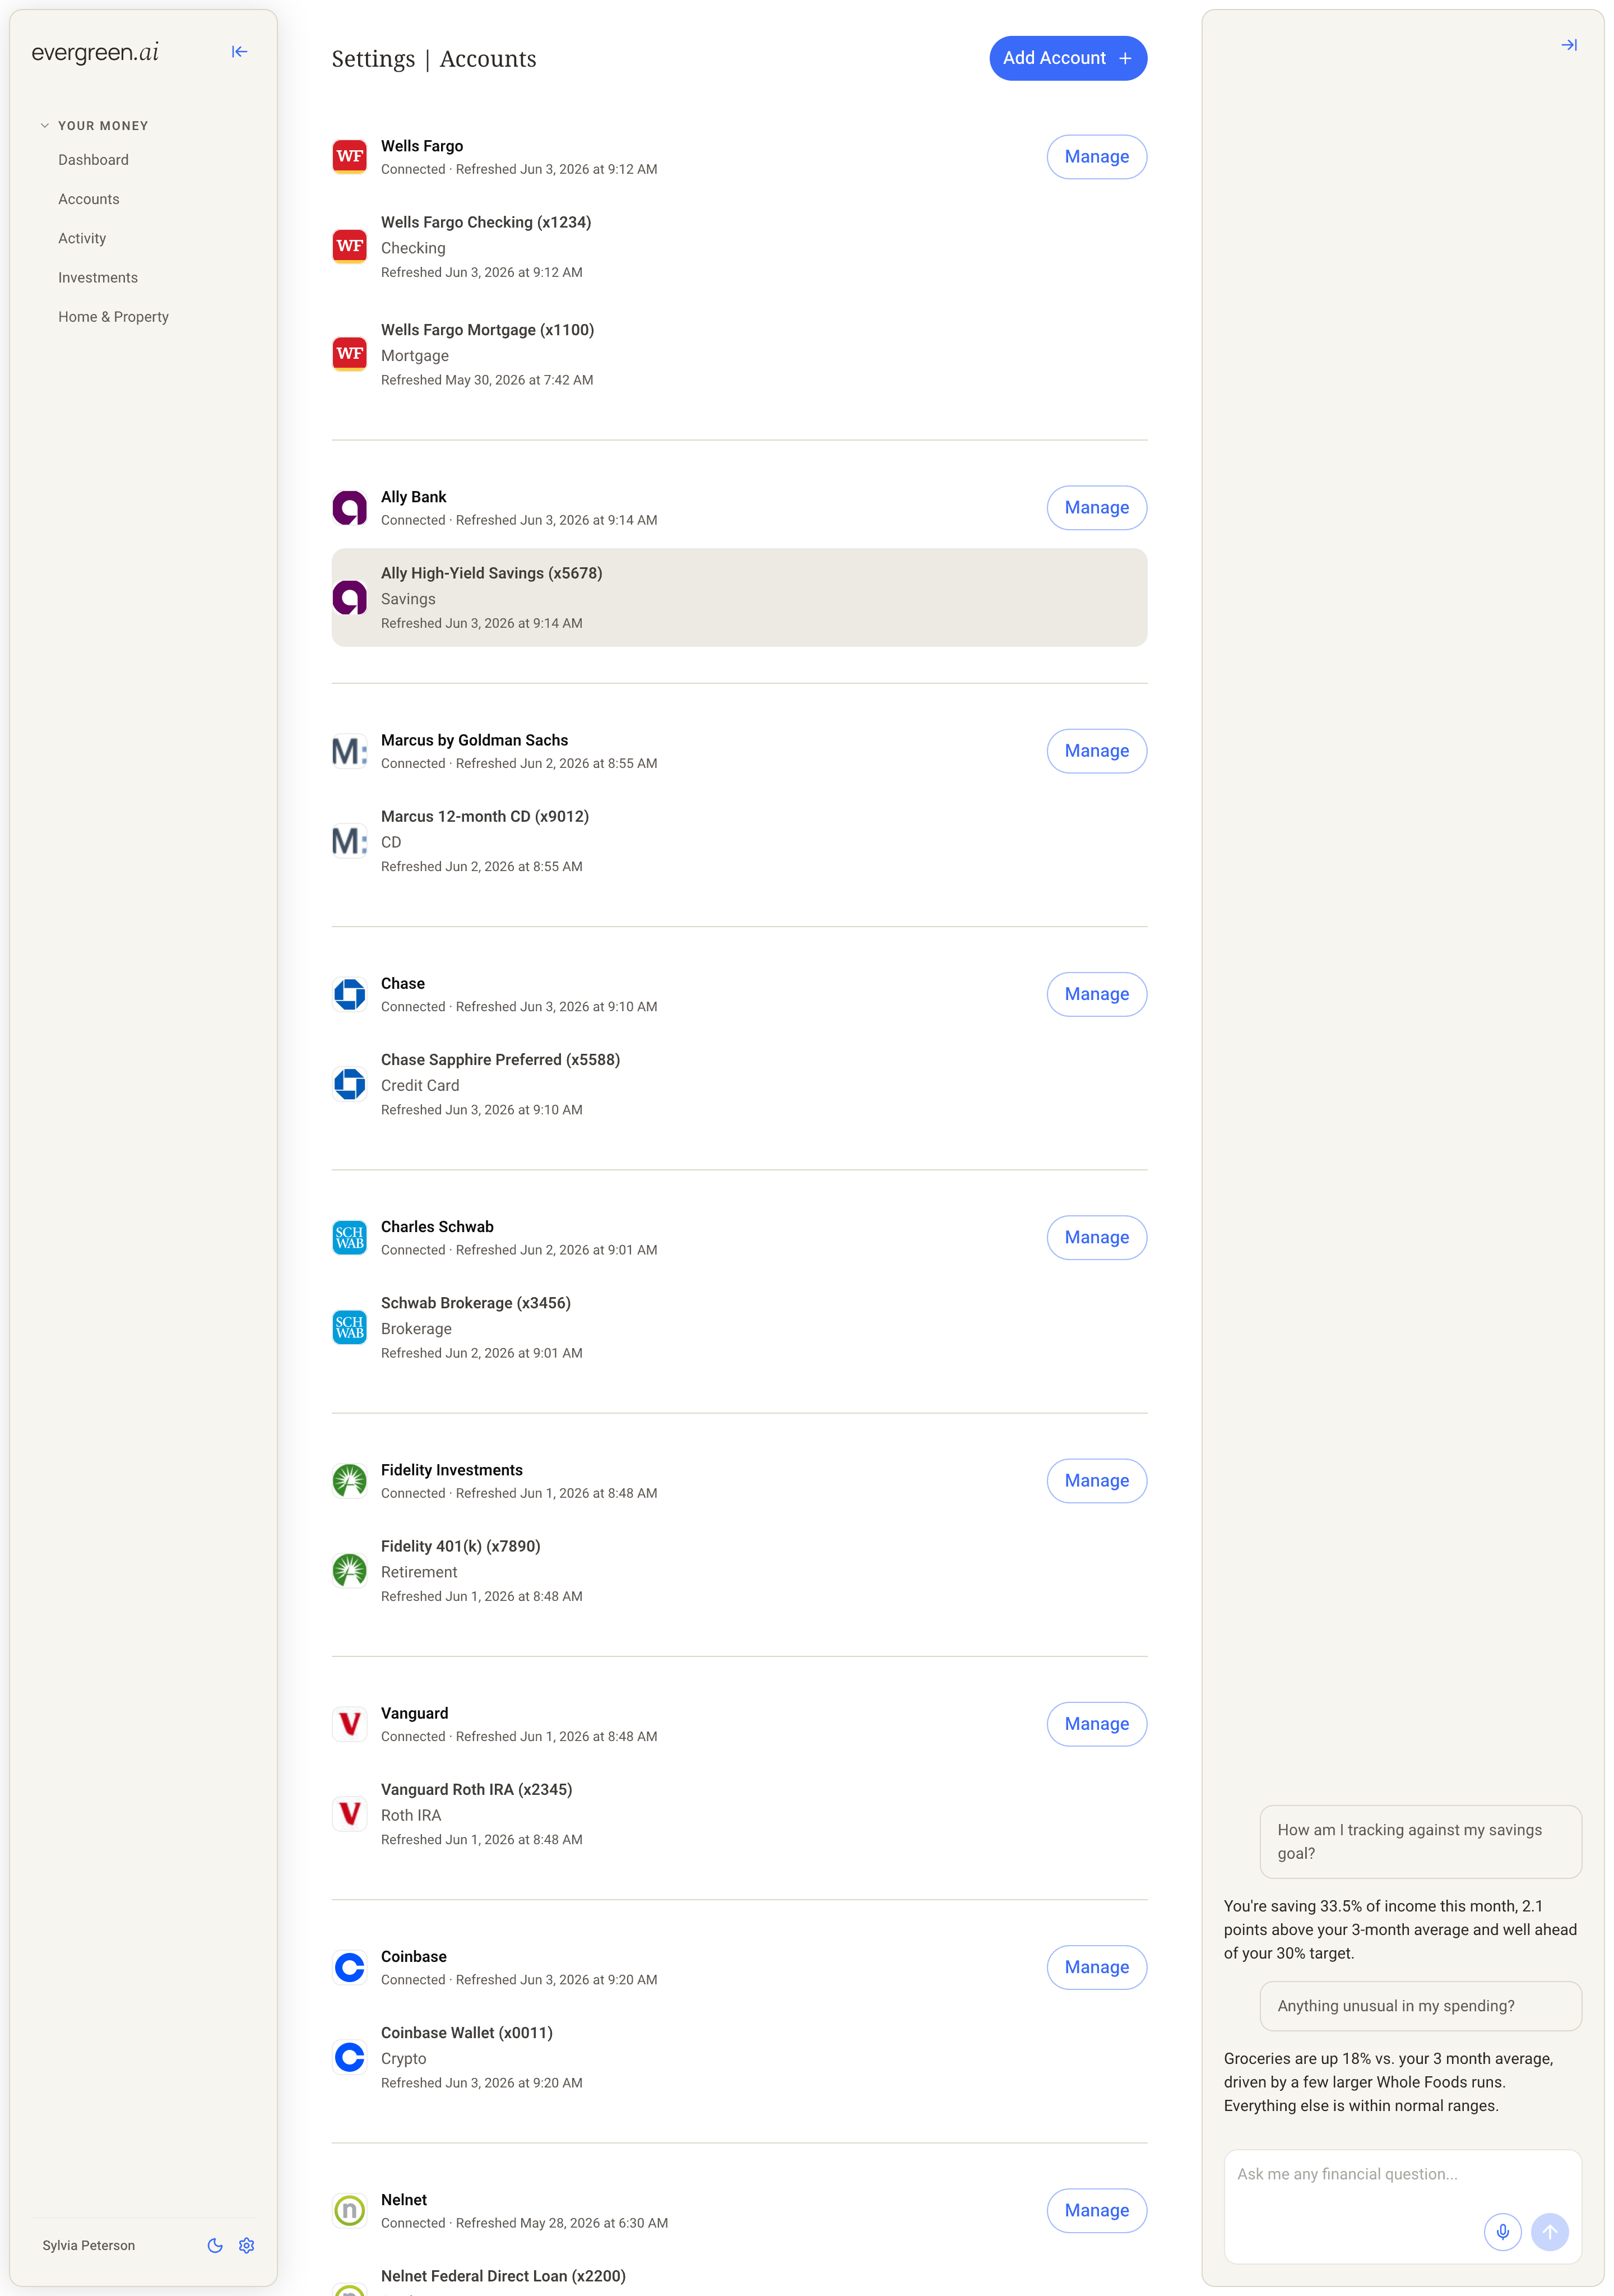 evergreen.ai
YOUR MONEY
Dashboard
Accounts
Activity
Investments
Home & Property
Sylvia Peterson
Settings | Accounts
Add Account
WF
Wells Fargo
Connected · Refreshed Jun 3, 2026 at 9:12 AM
Manage
WF
Wells Fargo Checking (x1234)
Checking
Refreshed Jun 3, 2026 at 9:12 AM
WF
Wells Fargo Mortgage (x1100)
Mortgage
Refreshed May 30, 2026 at 7:42 AM
Ally Bank
Connected · Refreshed Jun 3, 2026 at 9:14 AM
Manage
Ally High-Yield Savings (x5678)
Savings
Refreshed Jun 3, 2026 at 9:14 AM
M:
Marcus by Goldman Sachs
Connected · Refreshed Jun 2, 2026 at 8:55 AM
Manage
M:
Marcus 12-month CD (x9012)
CD
Refreshed Jun 2, 2026 at 8:55 AM
Chase
Connected · Refreshed Jun 3, 2026 at 9:10 AM
Manage
Chase Sapphire Preferred (x5588)
Credit Card
Refreshed Jun 3, 2026 at 9:10 AM
SCH
WAB
Charles Schwab
Connected · Refreshed Jun 2, 2026 at 9:01 AM
Manage
SCH
WAB
Schwab Brokerage (x3456)
Brokerage
Refreshed Jun 2, 2026 at 9:01 AM
Fidelity Investments
Connected · Refreshed Jun 1, 2026 at 8:48 AM
Manage
Fidelity 401(k) (x7890)
Retirement
Refreshed Jun 1, 2026 at 8:48 AM
V
Vanguard
Connected · Refreshed Jun 1, 2026 at 8:48 AM
Manage
V
Vanguard Roth IRA (x2345)
Roth IRA
Refreshed Jun 1, 2026 at 8:48 AM
Coinbase
Connected · Refreshed Jun 3, 2026 at 9:20 AM
Manage
Coinbase Wallet (x0011)
Crypto
Refreshed Jun 3, 2026 at 9:20 AM
n
Nelnet
Connected · Refreshed May 28, 2026 at 6:30 AM
Manage
Nelnet Federal Direct Loan (x2200)
How am I tracking against my savings
goal?
You're saving 33.5% of income this month, 2.1
points above your 3-month average and well ahead
of your 30% target.
Anything unusual in my spending?
Groceries are up 18% vs. your 3 month average,
driven by a few larger Whole Foods runs.
Everything else is within normal ranges.
Ask me any financial question...